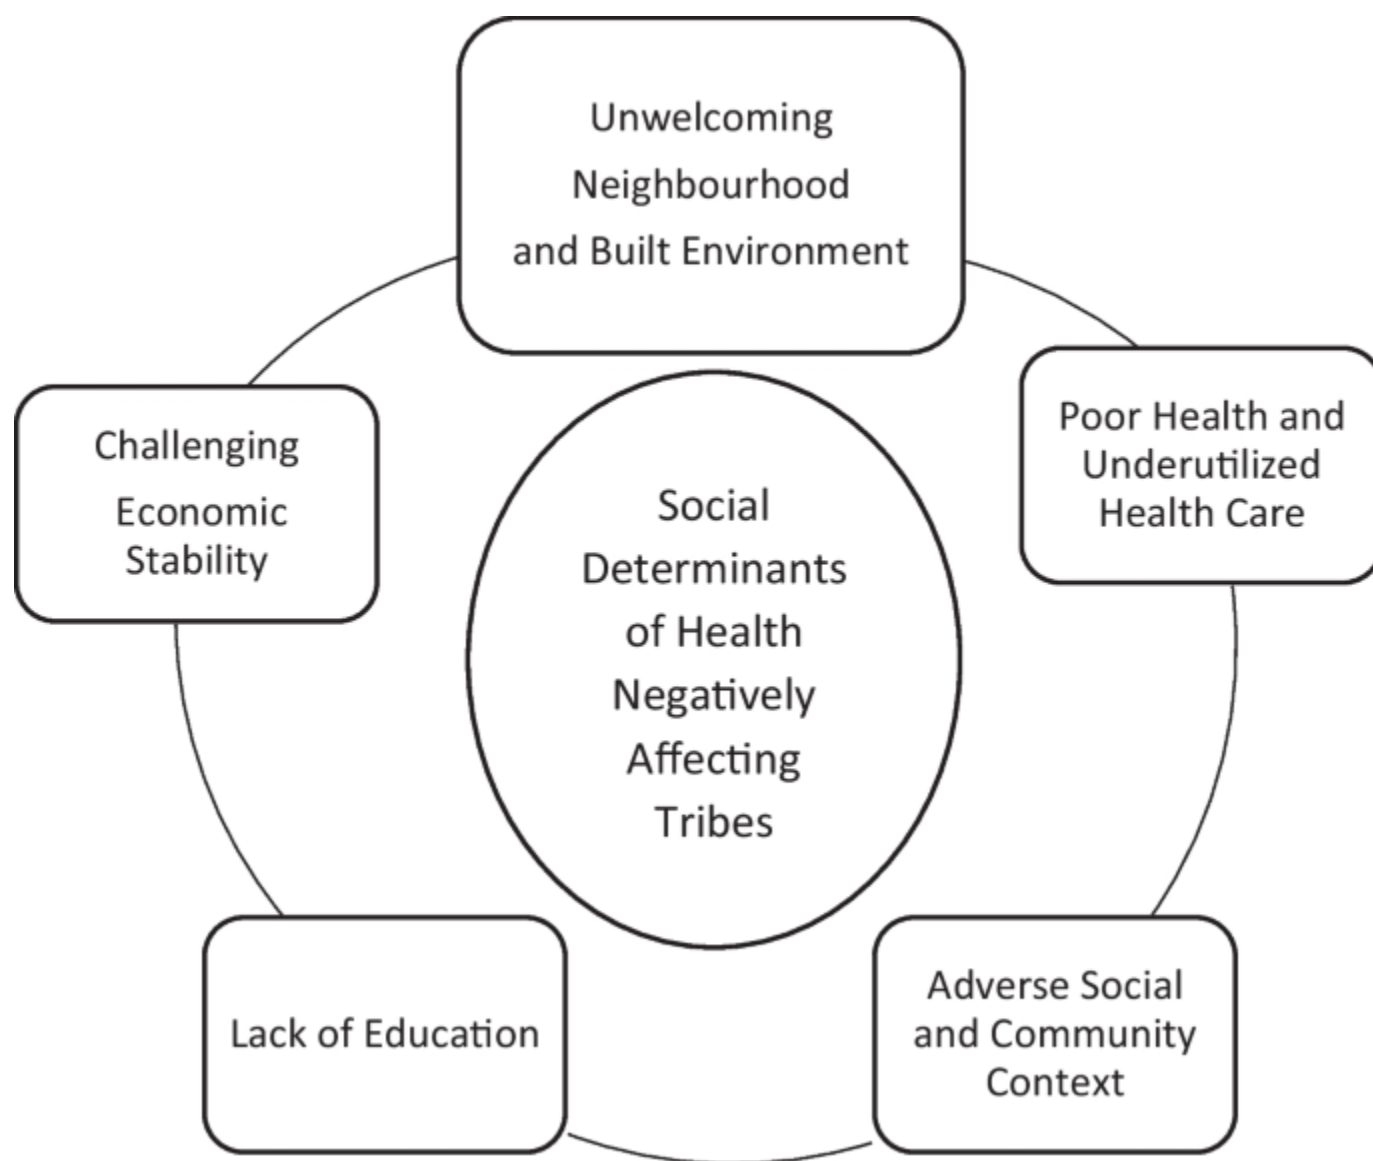 Unwelcoming
Neighbourhood
and Built Environment
Challenging
Economic
Stability
Poor Health and
Underutilized
Health Care
Social
Determinants
of Health
Negatively
Affecting
Tribes
Lack of Education
Adverse Social
and Community
Context